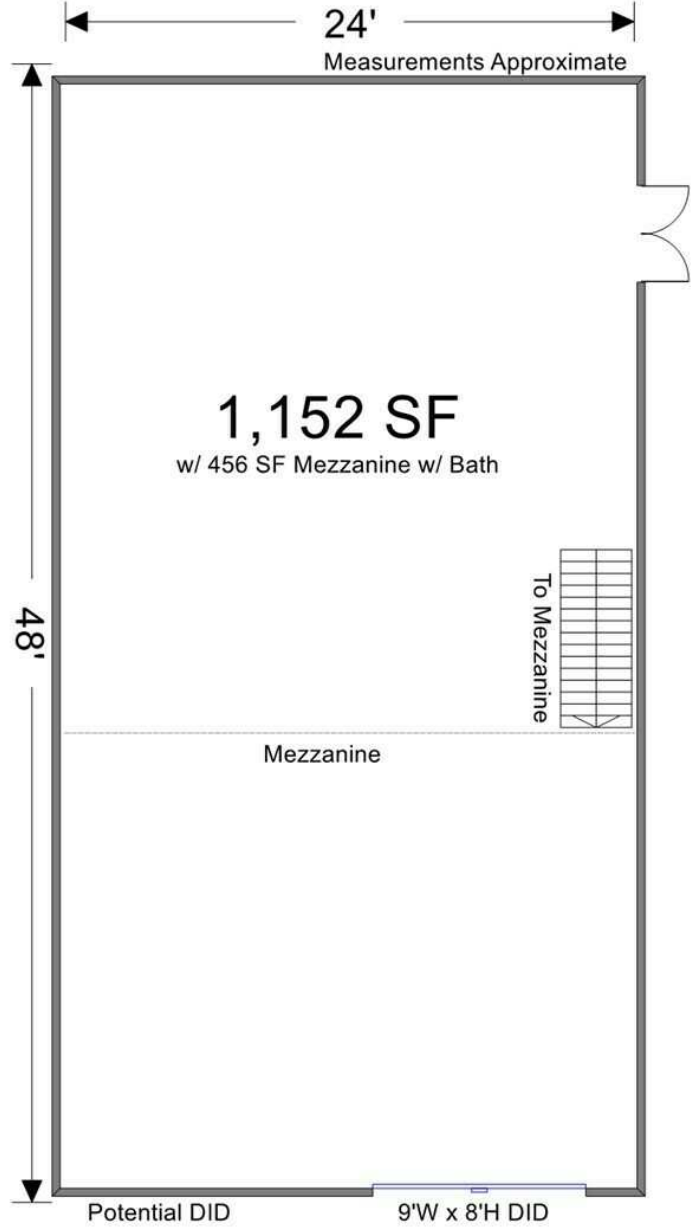 24'
Measurements Approximate
1,152 SF
w/ 456 SF Mezzanine w/ Bath
To Mezzanine
48'
Mezzanine
Potential DID
9'W x 8'H DID